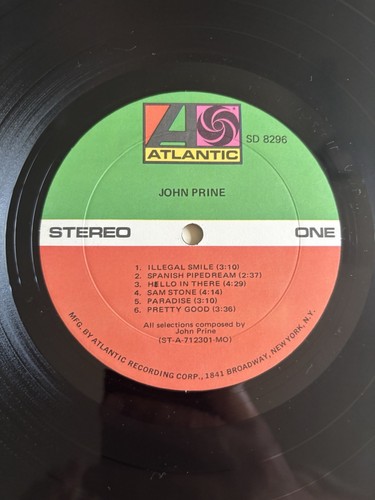 ATLANTIC
SD 8296
JOHN PRINE
STEREO ONE
1. ILLEGAL SMILE (3:10)
2. SPANISH PIPEDREAM (2:37)
3. HELLO IN THERE (4:29)
4. SAM STONE (4:14)
5. PARADISE (3:10)
6. PRETTY GOOD (3:36)
All selections composed by
John Prine
(ST-A-712301-MO)
MFG. BY ATLANTIC RECORDING CORP., 1841 BROADWAY, NEW YORK, N.Y.